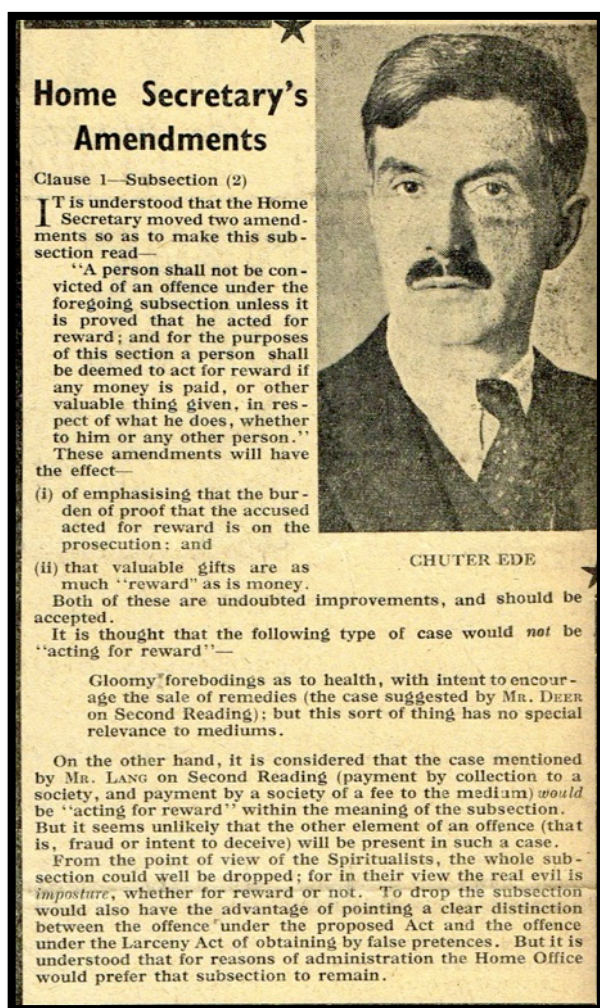 Home Secretary's
Amendments
Clause 1—Subsection (2)
IT is understood that the Home
Secretary moved two amend-
ments so as to make this sub-
section read—
"A person shall not be con-
victed of an offence under the
foregoing subsection unless it
is proved that he acted for
reward; and for the purposes
of this section a person shall
be deemed to act for reward if
any money is paid, or other
valuable thing given, in res-
pect of what he does, whether
to him or any other person."
These amendments will have
the effect—
(i) of emphasising that the bur-
den of proof that the accused
acted for reward is on the
prosecution: and
(ii) that valuable gifts are as
much "reward" as is money.
CHUTER EDE
Both of these are undoubted improvements, and should be
accepted.
It is thought that the following type of case would not be
"acting for reward"—
Gloomy forebodings as to health, with intent to encour-
age the sale of remedies (the case suggested by MR. DEER
on Second Reading); but this sort of thing has no special
relevance to mediums.
On the other hand, it is considered that the case mentioned
by MR. LANG on Second Reading (payment by collection to a
society, and payment by a society of a fee to the medium) would
be "acting for reward" within the meaning of the subsection.
But it seems unlikely that the other element of an offence (that
is, fraud or intent to deceive) will be present in such a case.
From the point of view of the Spiritualists, the whole sub-
section could well be dropped; for in their view the real evil is
imposture, whether for reward or not. To drop the subsection
would also have the advantage of pointing a clear distinction
between the offence under the proposed Act and the offence
under the Larceny Act of obtaining by false pretences. But it is
understood that for reasons of administration the Home Office
would prefer that subsection to remain.